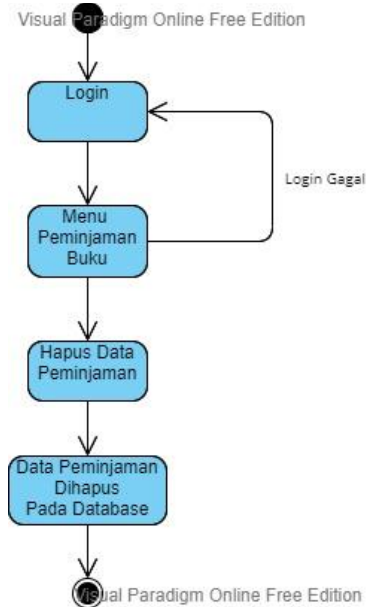 Visual Paradigm Online Free Edition
Login
Login Gagal
Menu
Peminjaman
Buku
Hapus Data
Peminjaman
Data Peminjaman
Dihapus
Pada Database
Visual Paradigm Online Free Edition